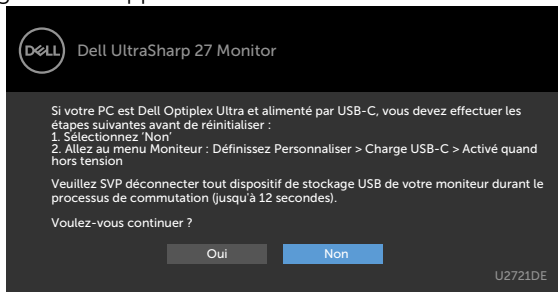 DELL
Dell UltraSharp 27 Monitor
Si votre PC est Dell Optiplex Ultra et alimenté par USB-C, vous devez effectuer les
étapes suivantes avant de réinitialiser :
1. Sélectionnez ‘Non’
2. Allez au menu Moniteur : Définissez Personnaliser > Charge USB-C > Activé quand
hors tension
Veuillez SVP déconnecter tout dispositif de stockage USB de votre moniteur durant le
processus de commutation (jusqu'à 12 secondes).
Voulez-vous continuer ?
Oui Non
U2721DE